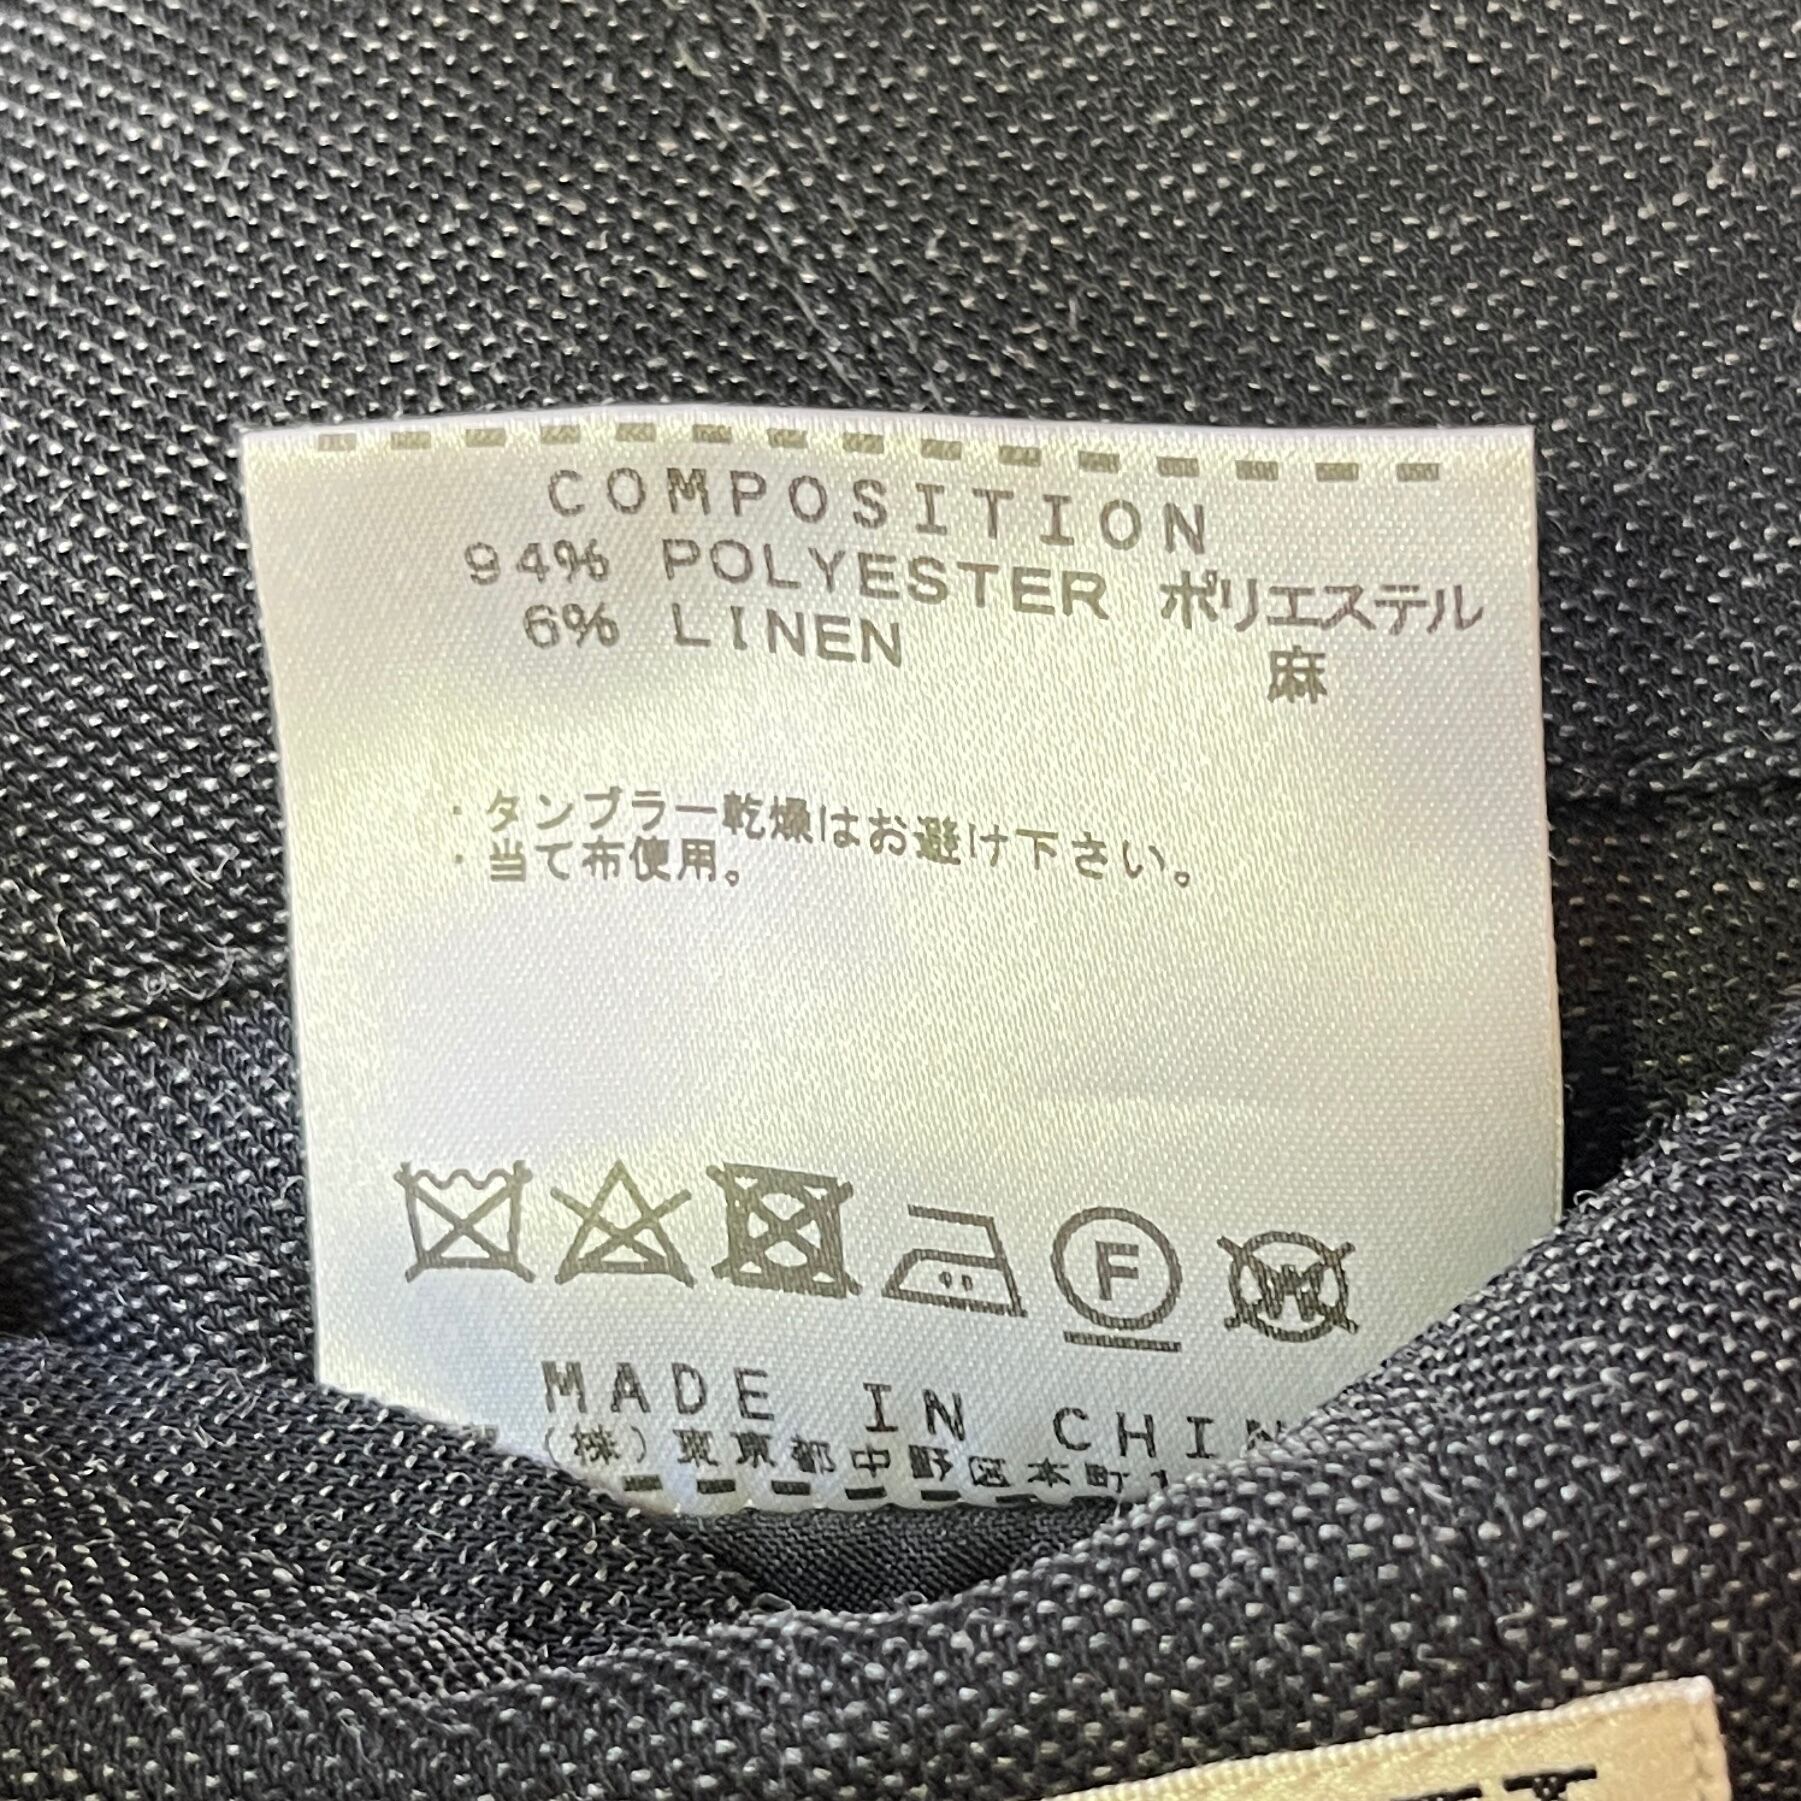 COMPOSITION
94% POLYESTER ポリエステル
6% LINEN 麻
・タンブラー乾燥はお避け下さい。
・当て布使用。
F
W
MADE IN CHIN
(株) 東京都中野区本町1